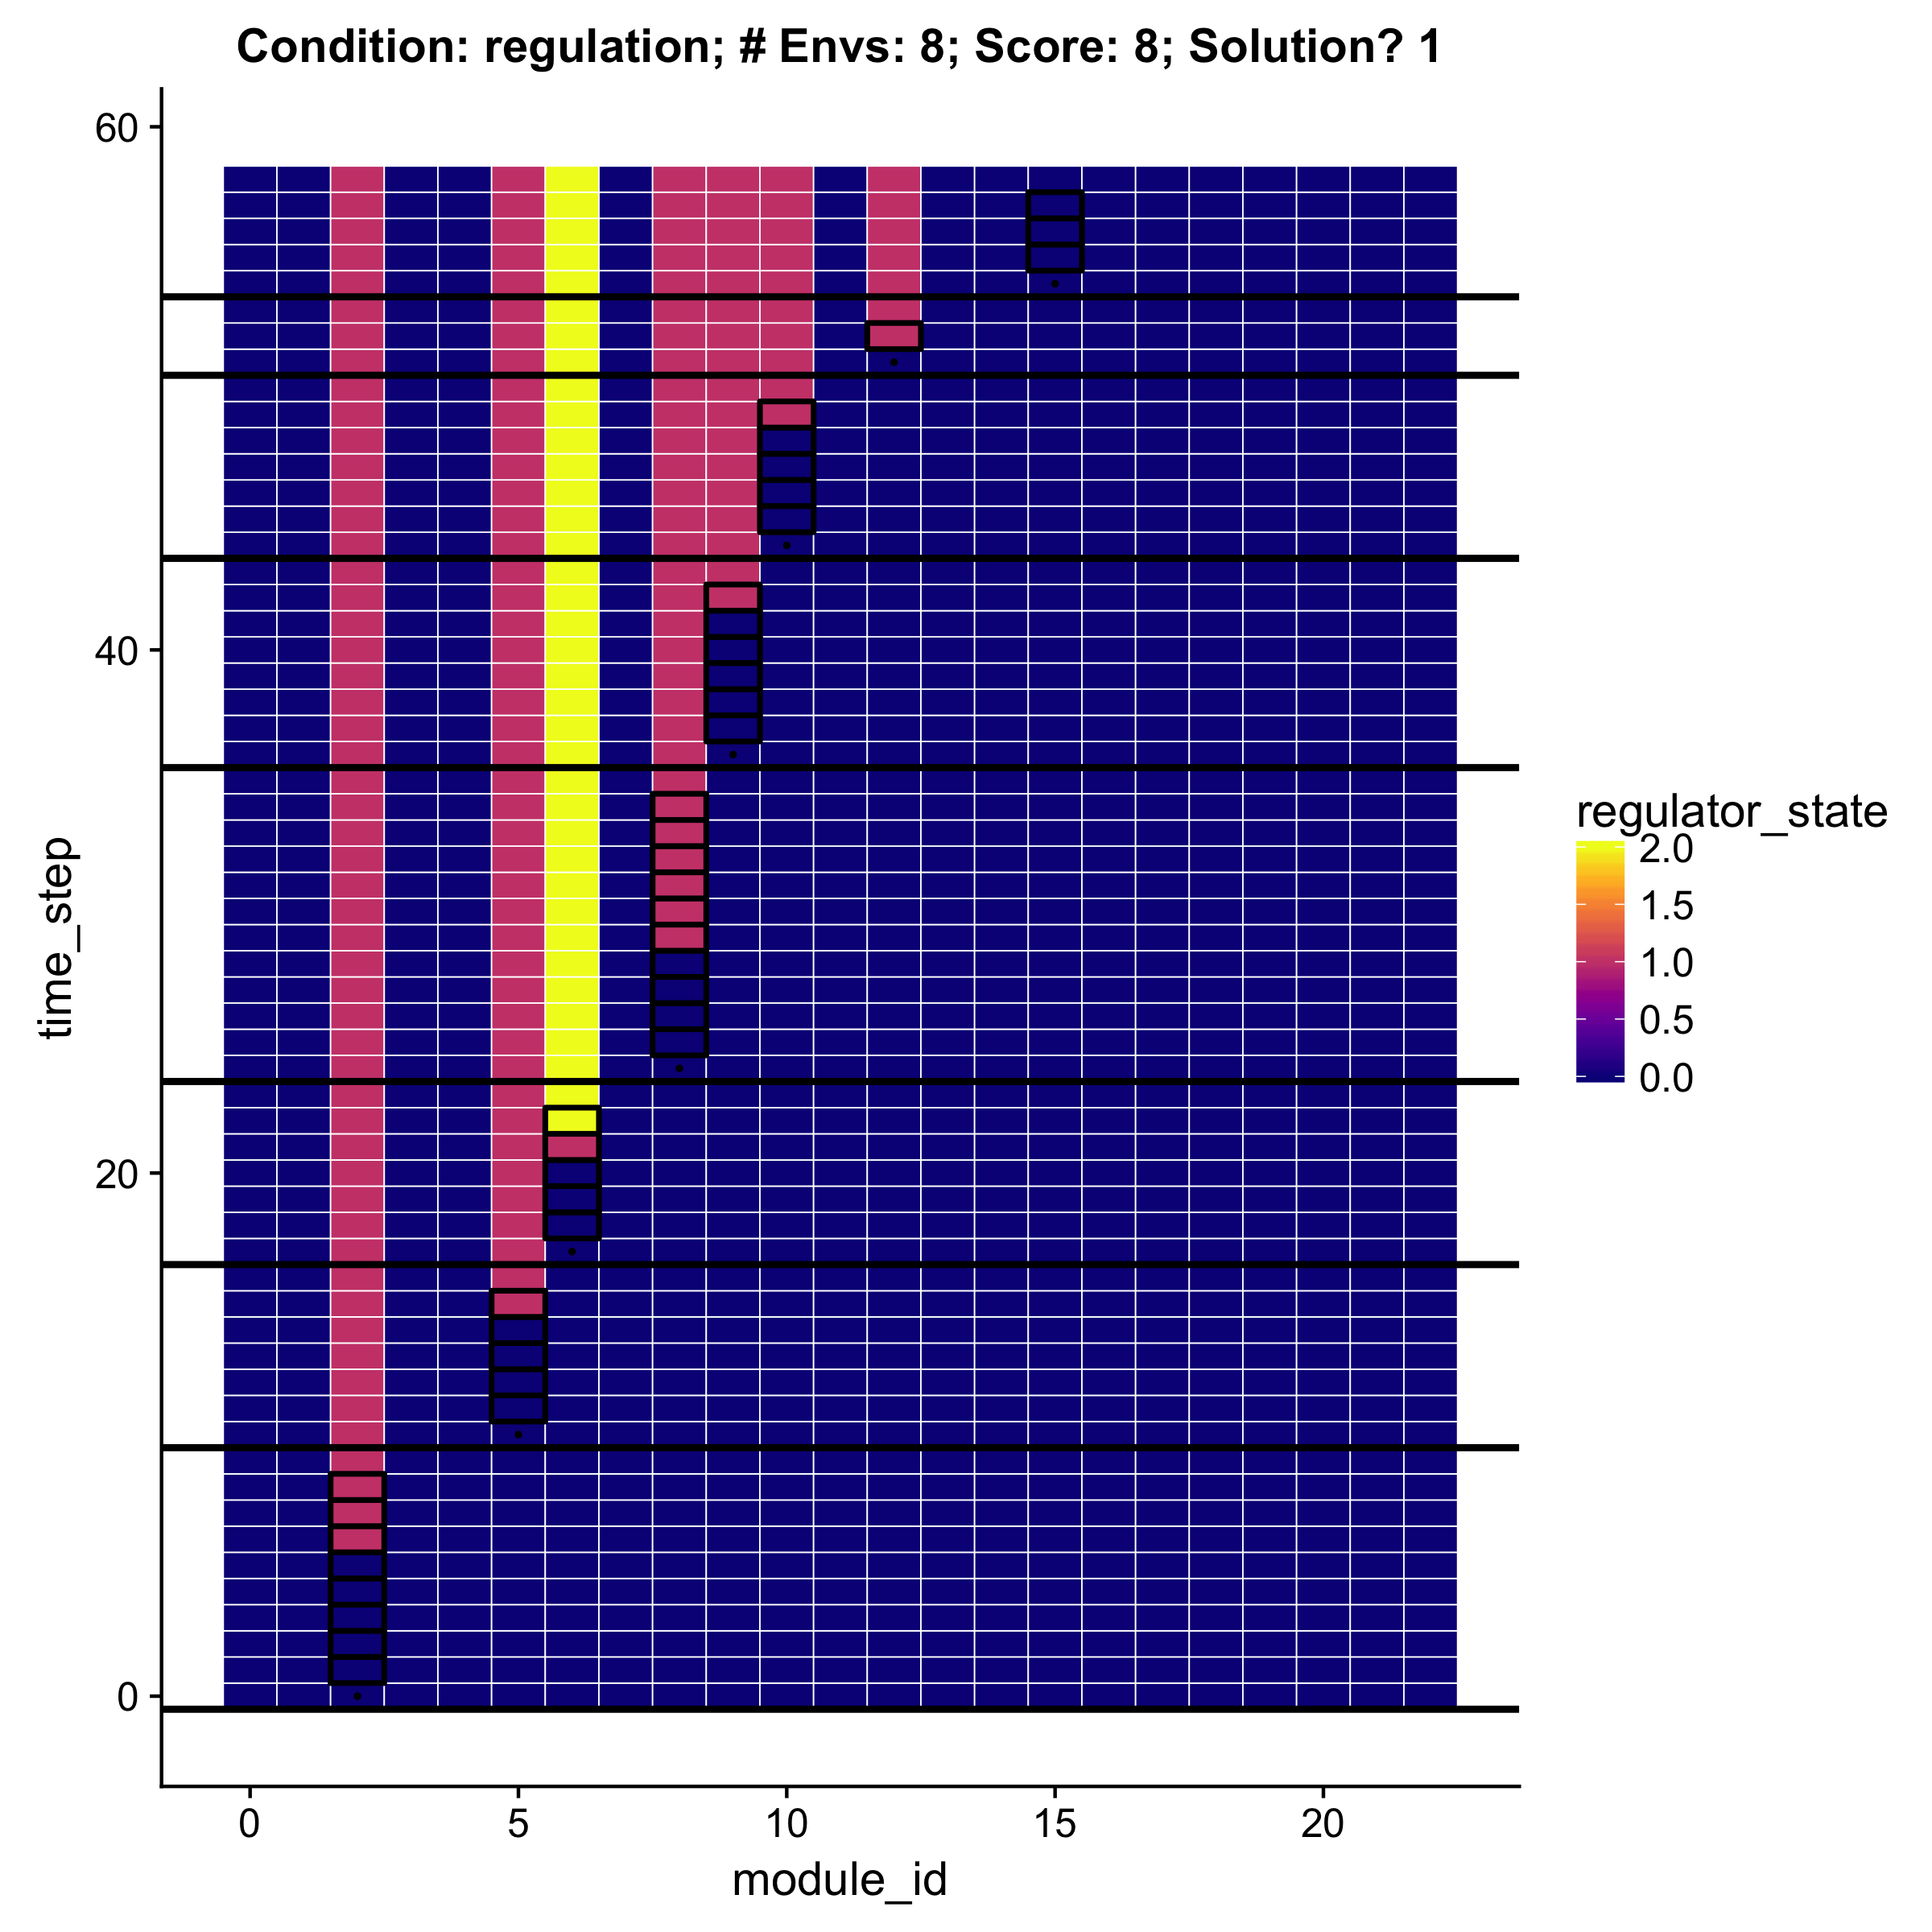 Condition: regulation; # Envs: 8; Score: 8; Solution? 1
60
40
20
0
time_step
0 5 10 15 20
module_id
regulator_state
2.0
1.5
1.0
0.5
0.0